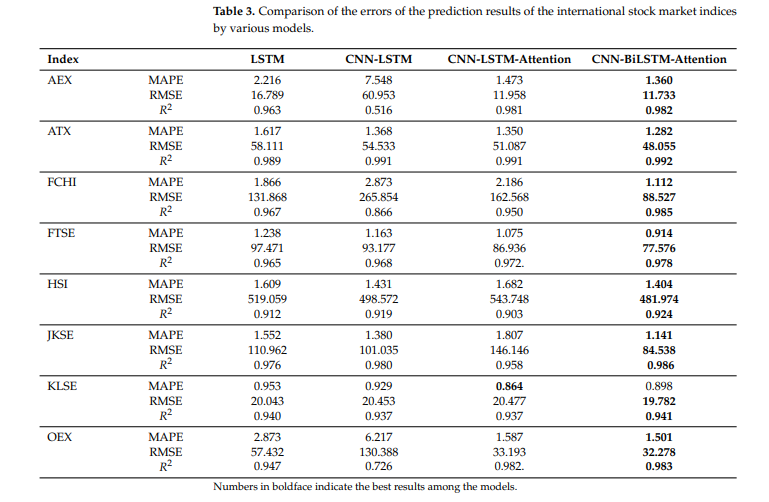 Table 3. Comparison of the errors of the prediction results of the international stock market indices
by various models.
Index LSTM CNN-LSTM CNN-LSTM-Attention CNN-BiLSTM-Attention
AEX MAPE 2.216 7.548 1.473 1.360
RMSE 16.789 60.953 11.958 11.733
R² 0.963 0.516 0.981 0.982
ATX MAPE 1.617 1.368 1.350 1.282
RMSE 58.111 54.533 51.087 48.055
R² 0.989 0.991 0.991 0.992
FCHI MAPE 1.866 2.873 2.186 1.112
RMSE 131.868 265.854 162.568 88.527
R² 0.967 0.866 0.950 0.985
FTSE MAPE 1.238 1.163 1.075 0.914
RMSE 97.471 93.177 86.936 77.576
R² 0.965 0.968 0.972. 0.978
HSI MAPE 1.609 1.431 1.682 1.404
RMSE 519.059 498.572 543.748 481.974
R² 0.912 0.919 0.903 0.924
JKSE MAPE 1.552 1.380 1.807 1.141
RMSE 110.962 101.035 146.146 84.538
R² 0.976 0.980 0.958 0.986
KLSE MAPE 0.953 0.929 0.864 0.898
RMSE 20.043 20.453 20.477 19.782
R² 0.940 0.937 0.937 0.941
OEX MAPE 2.873 6.217 1.587 1.501
RMSE 57.432 130.388 33.193 32.278
R² 0.947 0.726 0.982. 0.983
Numbers in boldface indicate the best results among the models.